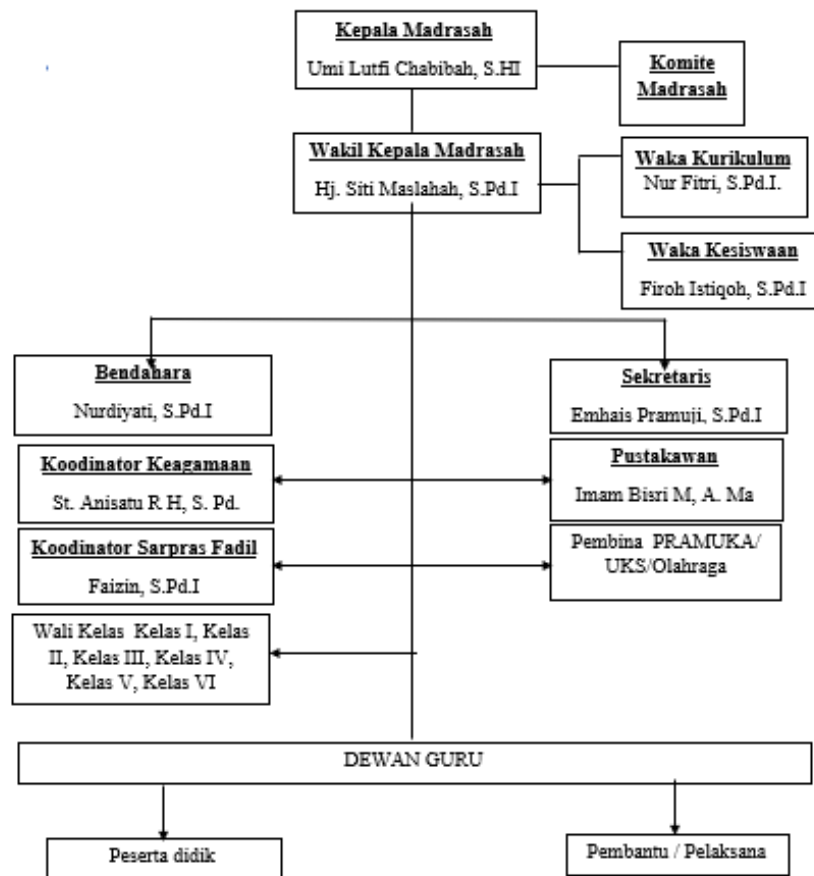 Kepala Madrasah
Umi Lutfi Chabibah, S.HI
Komite
Madrasah
Wakil Kepala Madrasah
Hj. Siti Maslahah, S.Pd.I
Waka Kurikulum
Nur Fitri, S.Pd.I.
Waka Kesiswaan
Firoh Istiqoh, S.Pd.I
Bendahara
Nurdiyati, S.Pd.I
Sekretaris
Emhais Pramuji, S.Pd.I
Koodinator Keagamaan
St. Anisatu R H, S. Pd.
Pustakawan
Imam Bisri M, A. Ma
Koodinator Sarpras Fadil
Faizin, S.Pd.I
Pembina PRAMUKA/
UKS/Olahraga
Wali Kelas Kelas I, Kelas
II, Kelas III, Kelas IV,
Kelas V, Kelas VI
DEWAN GURU
Peserta didik
Pembantu / Pelaksana